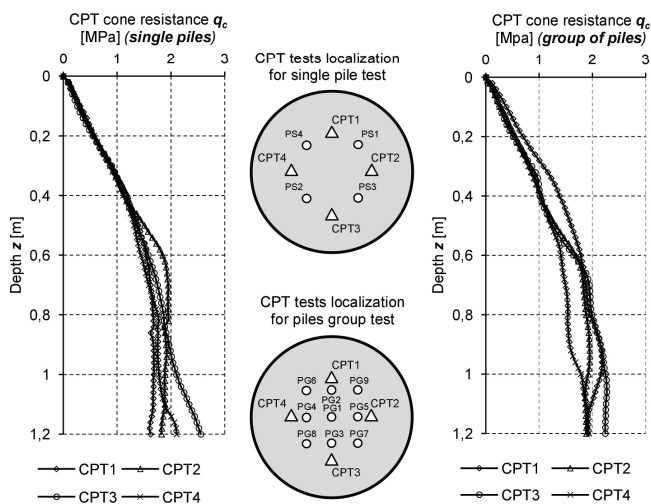 CPT cone resistance qc
[MPa] (single piles)
0 1 2 3
0
0,2
0,4
0,6
0,8
1
1,2
Depth z [m]
CPT1 CPT2
CPT3 CPT4
CPT tests localization
for single pile test
CPT1
PS4 PS1
CPT4 CPT2
PS2 PS3
CPT3
CPT tests localization
for piles group test
CPT1
PG6 PG9
PG2
CPT4 PG4 PG1 PG5 CPT2
PG8 PG3 PG7
CPT3
CPT cone resistance qc
[Mpa] (group of piles)
0 1 2 3
0
0,2
0,4
0,6
0,8
1
1,2
Depth z [m]
CPT1 CPT2
CPT3 CPT4